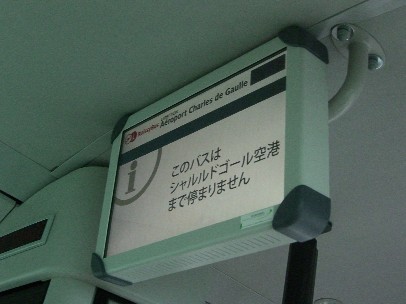 RoissyBus Aéroport Charles de Gaulle
i
このバスは
シャルルドゴール空港
まで停まりません